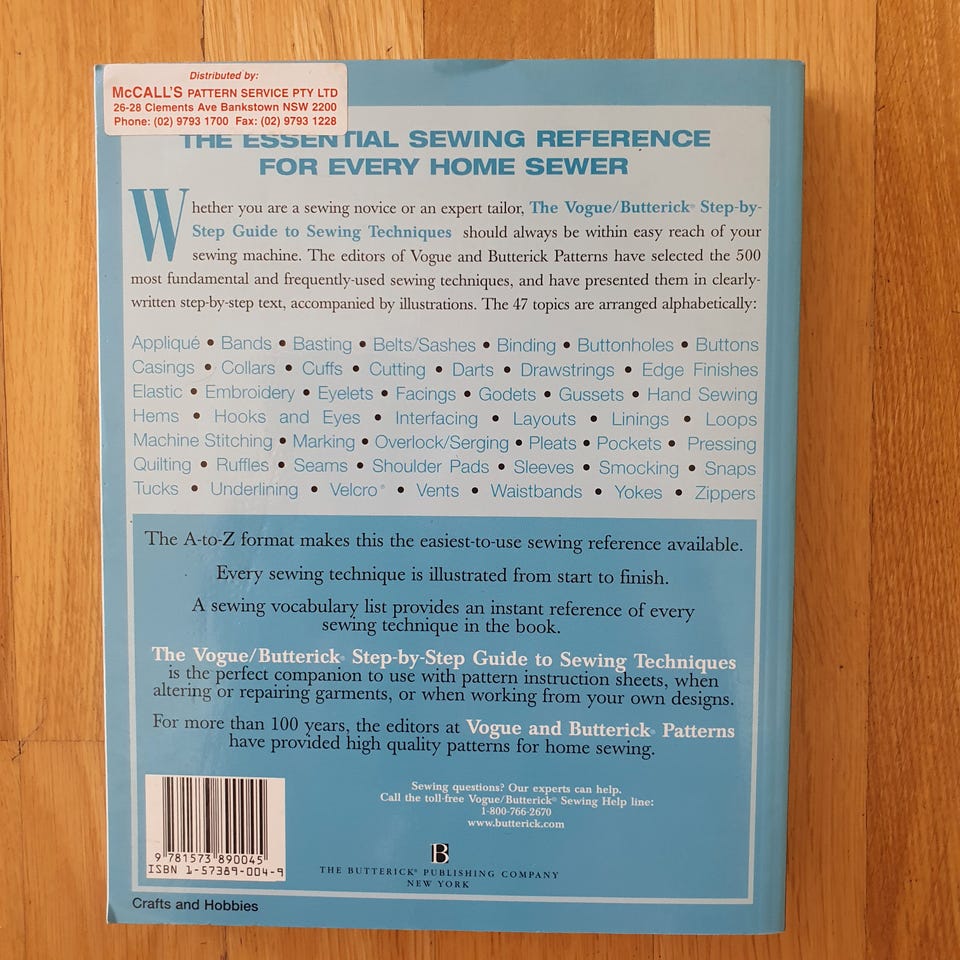 Distributed by:
McCALL'S PATTERN SERVICE PTY LTD
26-28 Clements Ave Bankstown NSW 2200
Phone: (02) 9793 1700 Fax: (02) 9793 1228
THE ESSENTIAL SEWING REFERENCE
FOR EVERY HOME SEWER
Whether you are a sewing novice or an expert tailor, The Vogue/Butterick® Step-by-
Step Guide to Sewing Techniques should always be within easy reach of your
sewing machine. The editors of Vogue and Butterick Patterns have selected the 500
most fundamental and frequently-used sewing techniques, and have presented them in clearly-
written step-by-step text, accompanied by illustrations. The 47 topics are arranged alphabetically:
Appliqué • Bands • Basting • Belts/Sashes • Binding • Buttonholes • Buttons
Casings • Collars • Cuffs • Cutting • Darts • Drawstrings • Edge Finishes
Elastic • Embroidery • Eyelets • Facings • Godets • Gussets • Hand Sewing
Hems • Hooks and Eyes • Interfacing • Layouts • Linings • Loops
Machine Stitching • Marking • Overlock/Serging • Pleats • Pockets • Pressing
Quilting • Ruffles • Seams • Shoulder Pads • Sleeves • Smocking • Snaps
Tucks • Underlining • Velcro® • Vents • Waistbands • Yokes • Zippers
The A-to-Z format makes this the easiest-to-use sewing reference available.
Every sewing technique is illustrated from start to finish.
A sewing vocabulary list provides an instant reference of every
sewing technique in the book.
The Vogue/Butterick® Step-by-Step Guide to Sewing Techniques
is the perfect companion to use with pattern instruction sheets, when
altering or repairing garments, or when working from your own designs.
For more than 100 years, the editors at Vogue and Butterick® Patterns
have provided high quality patterns for home sewing.
Sewing questions? Our experts can help.
Call the toll-free Vogue/Butterick® Sewing Help line:
1-800-766-2670
www.butterick.com
9 781573 890045
ISBN 1-57389-004-9
B
THE BUTTERICK® PUBLISHING COMPANY
NEW YORK
Crafts and Hobbies